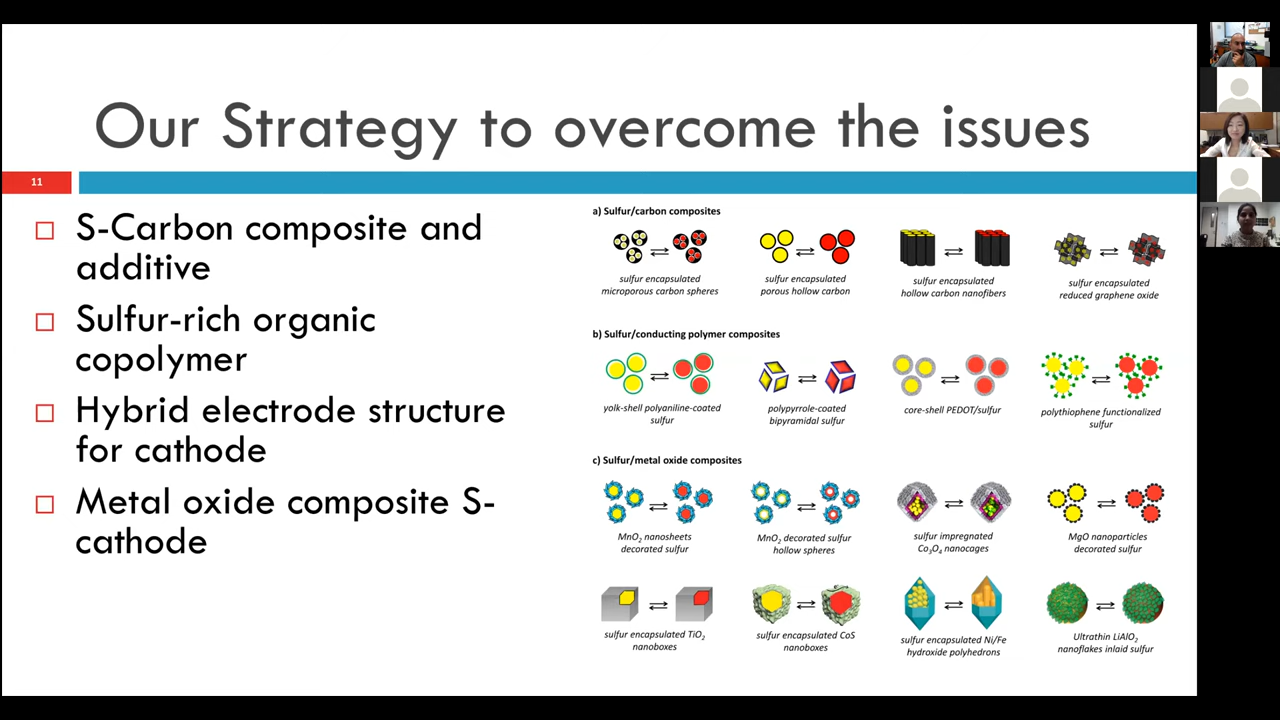 Our Strategy to overcome the issues
11
S-Carbon composite and
additive
Sulfur-rich organic
copolymer
Hybrid electrode structure
for cathode
Metal oxide composite S-
cathode
a) Sulfur/carbon composites
sulfur encapsulated
microporous carbon spheres
sulfur encapsulated
porous hollow carbon
sulfur encapsulated
hollow carbon nanofibers
sulfur encapsulated
reduced graphene oxide
b) Sulfur/conducting polymer composites
yolk-shell polyaniline-coated
sulfur
polypyrrole-coated
bipyramidal sulfur
core-shell PEDOT/sulfur
polythiophene functionalized
sulfur
c) Sulfur/metal oxide composites
MnO₂ nanosheets
decorated sulfur
MnO₂ decorated sulfur
hollow spheres
sulfur impregnated
Co₃O₄ nanocages
MgO nanoparticles
decorated sulfur
sulfur encapsulated TiO₂
nanoboxes
sulfur encapsulated CoS
nanoboxes
sulfur encapsulated Ni/Fe
hydroxide polyhedrons
Ultrathin LiAlO₂
nanoflakes inlaid sulfur